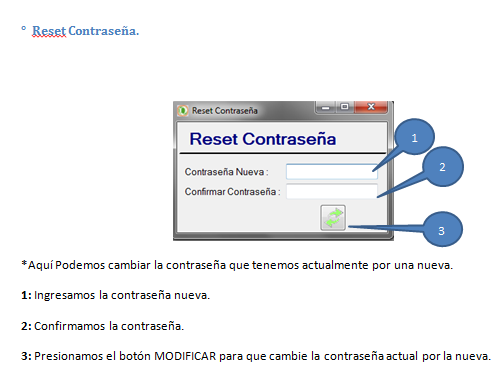 ° Reset Contraseña.
Reset Contraseña
Reset Contraseña
Contraseña Nueva :
1
Confirmar Contraseña :
2
3
*Aquí Podemos cambiar la contraseña que tenemos actualmente por una nueva.
1: Ingresamos la contraseña nueva.
2: Confirmamos la contraseña.
3: Presionamos el botón MODIFICAR para que cambie la contraseña actual por la nueva.